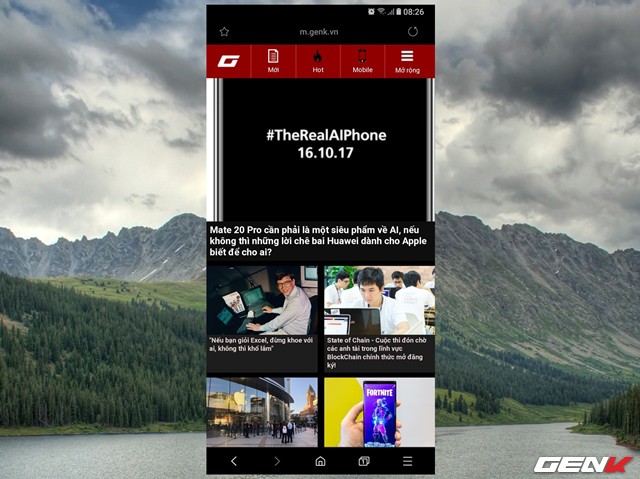 08:26
m.genk.vn
G
Mới
Hot
Mobile
Mở rộng
#TheRealAIPhone
16.10.17
Mate 20 Pro cần phải là một siêu phẩm về AI, nếu
không thì những lời chê bai Huawei dành cho Apple
biết để cho ai?
"Nếu bạn giỏi Excel, đừng khoe với
ai, không thì khổ lắm"
State of Chain - Cuộc thi đón chờ
các anh tài trong lĩnh vực
BlockChain chính thức mở đăng
ký!
FORTNITE
GENK